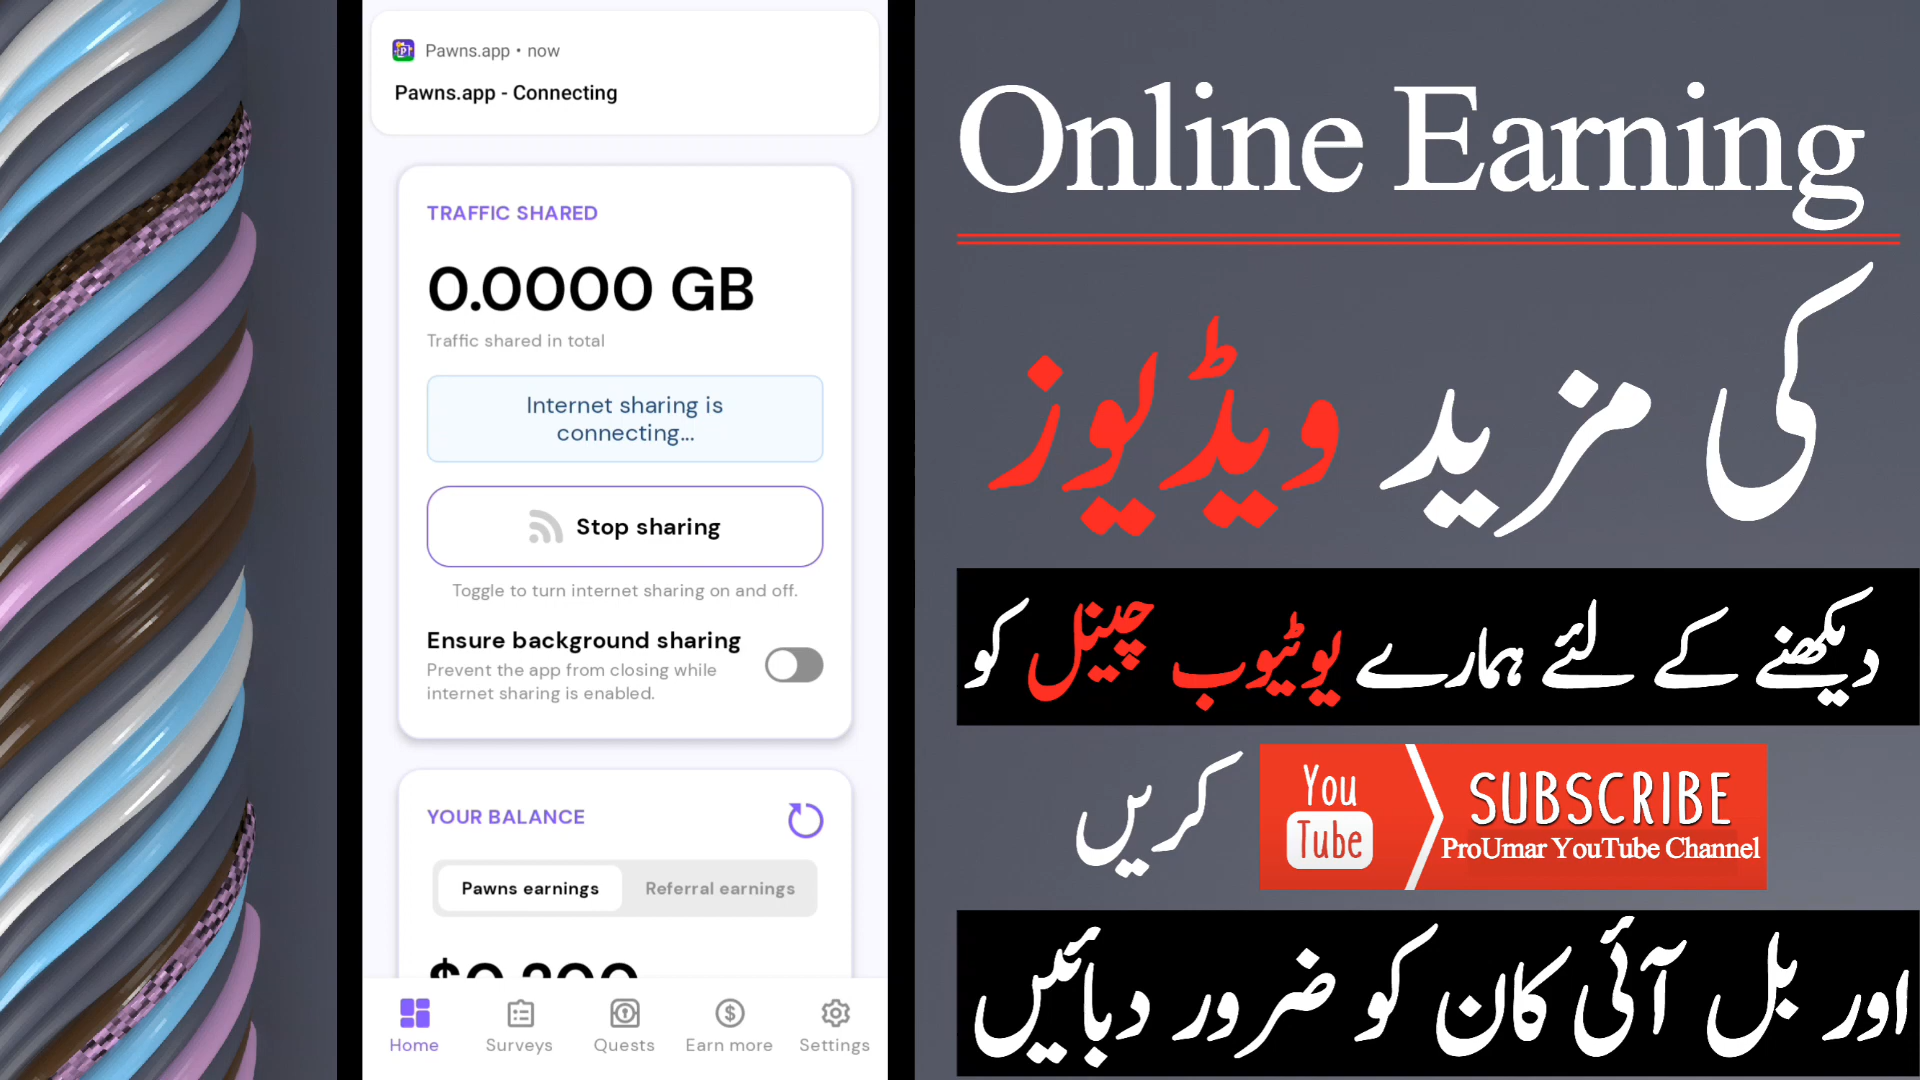 Pawns.app • now
Pawns.app - Connecting
TRAFFIC SHARED
0.0000 GB
Traffic shared in total
Internet sharing is
connecting...
Stop sharing
Toggle to turn internet sharing on and off.
Ensure background sharing
Prevent the app from closing while
internet sharing is enabled.
YOUR BALANCE
Pawns earnings
Referral earnings
Home
Surveys
Quests
Earn more
Settings
Online Earning
کی مزید ویڈیوز
دیکھنے کے لئے ہمارے یوٹیوب چینل کو
You
Tube
SUBSCRIBE
ProUmar YouTube Channel
کریں
اور بل آئی کان کو ضرور دبائیں